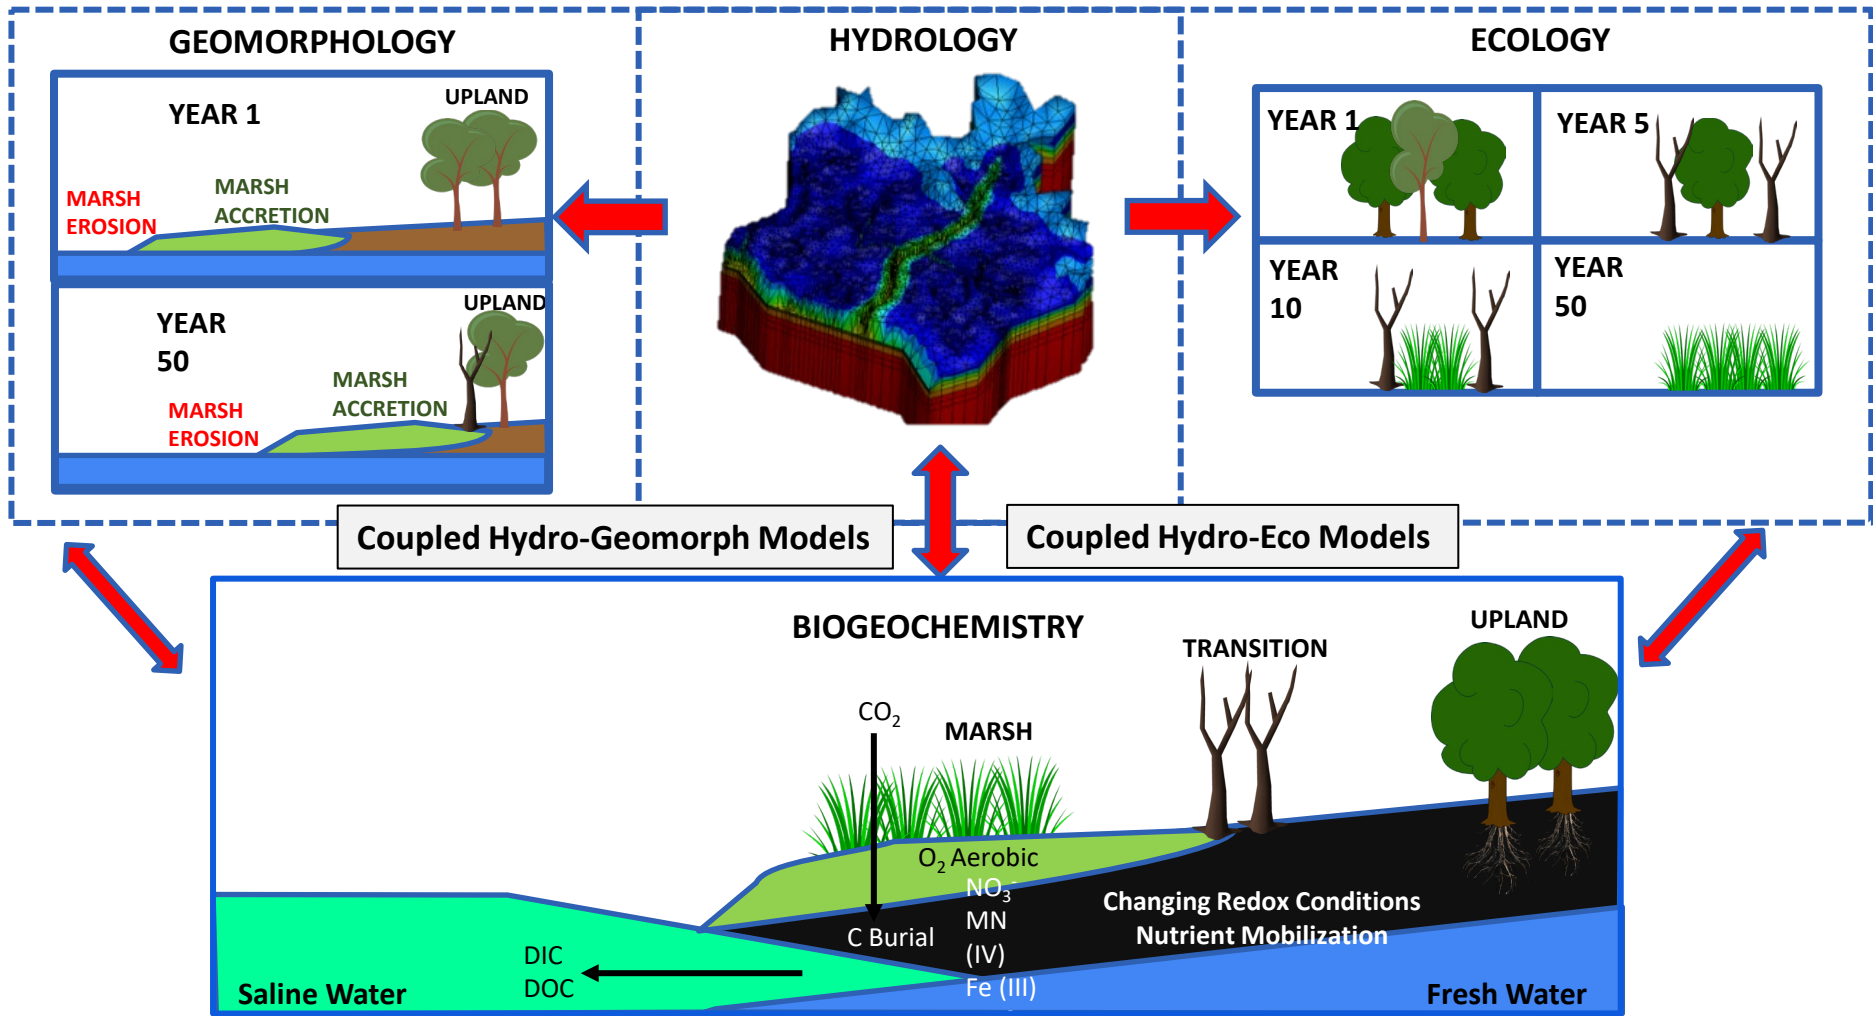 GEOMORPHOLOGY
YEAR 1
UPLAND
MARSH
EROSION
MARSH
ACCRETION
YEAR
50
UPLAND
MARSH
EROSION
MARSH
ACCRETION
HYDROLOGY
ECOLOGY
YEAR 1
YEAR 5
YEAR
10
YEAR
50
Coupled Hydro-Geomorph Models
Coupled Hydro-Eco Models
BIOGEOCHEMISTRY
UPLAND
TRANSITION
CO2
MARSH
O2 Aerobic
NO3-
MN
(IV)
Fe (III)
C Burial
Changing Redox Conditions
Nutrient Mobilization
DIC
DOC
Saline Water
Fresh Water